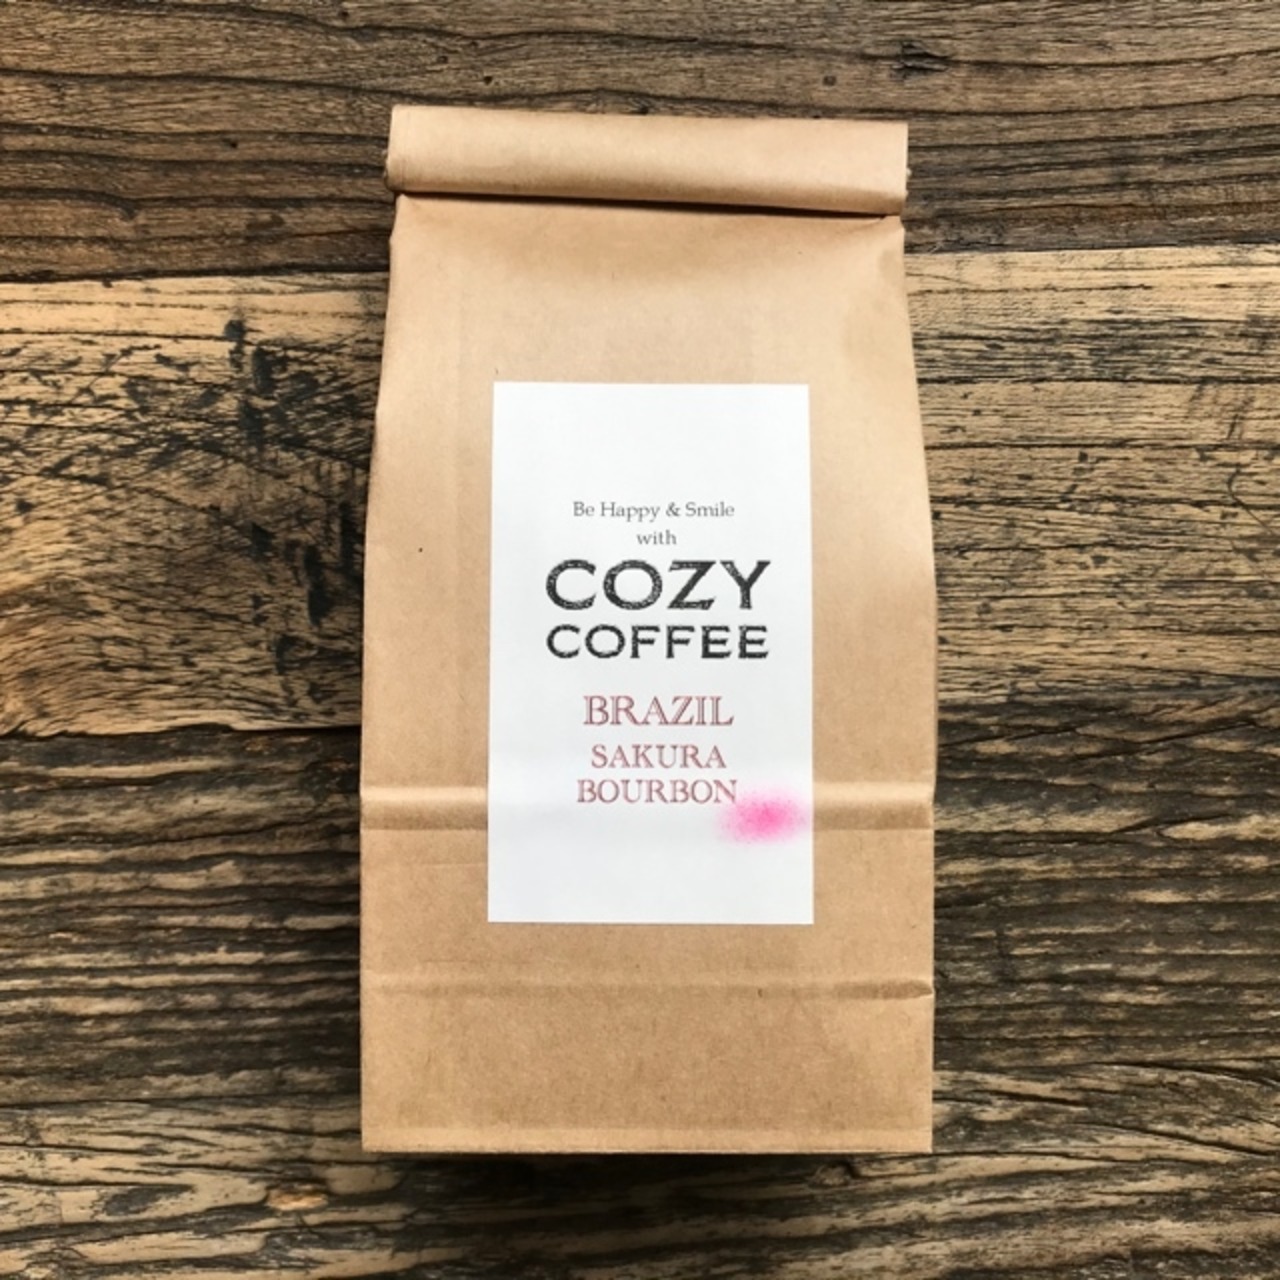 Be Happy & Smile
with
COZY
COFFEE
BRAZIL
SAKURA
BOURBON